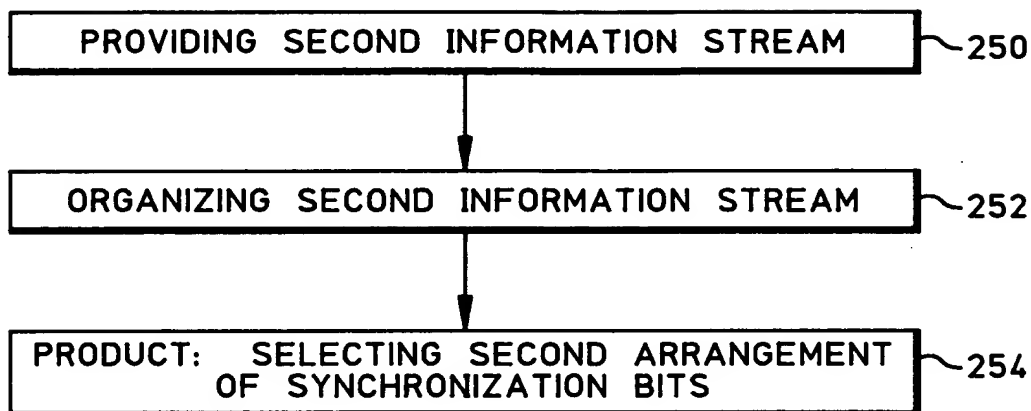 PROVIDING SECOND INFORMATION STREAM
250
ORGANIZING SECOND INFORMATION STREAM
252
PRODUCT: SELECTING SECOND ARRANGEMENT
OF SYNCHRONIZATION BITS
254